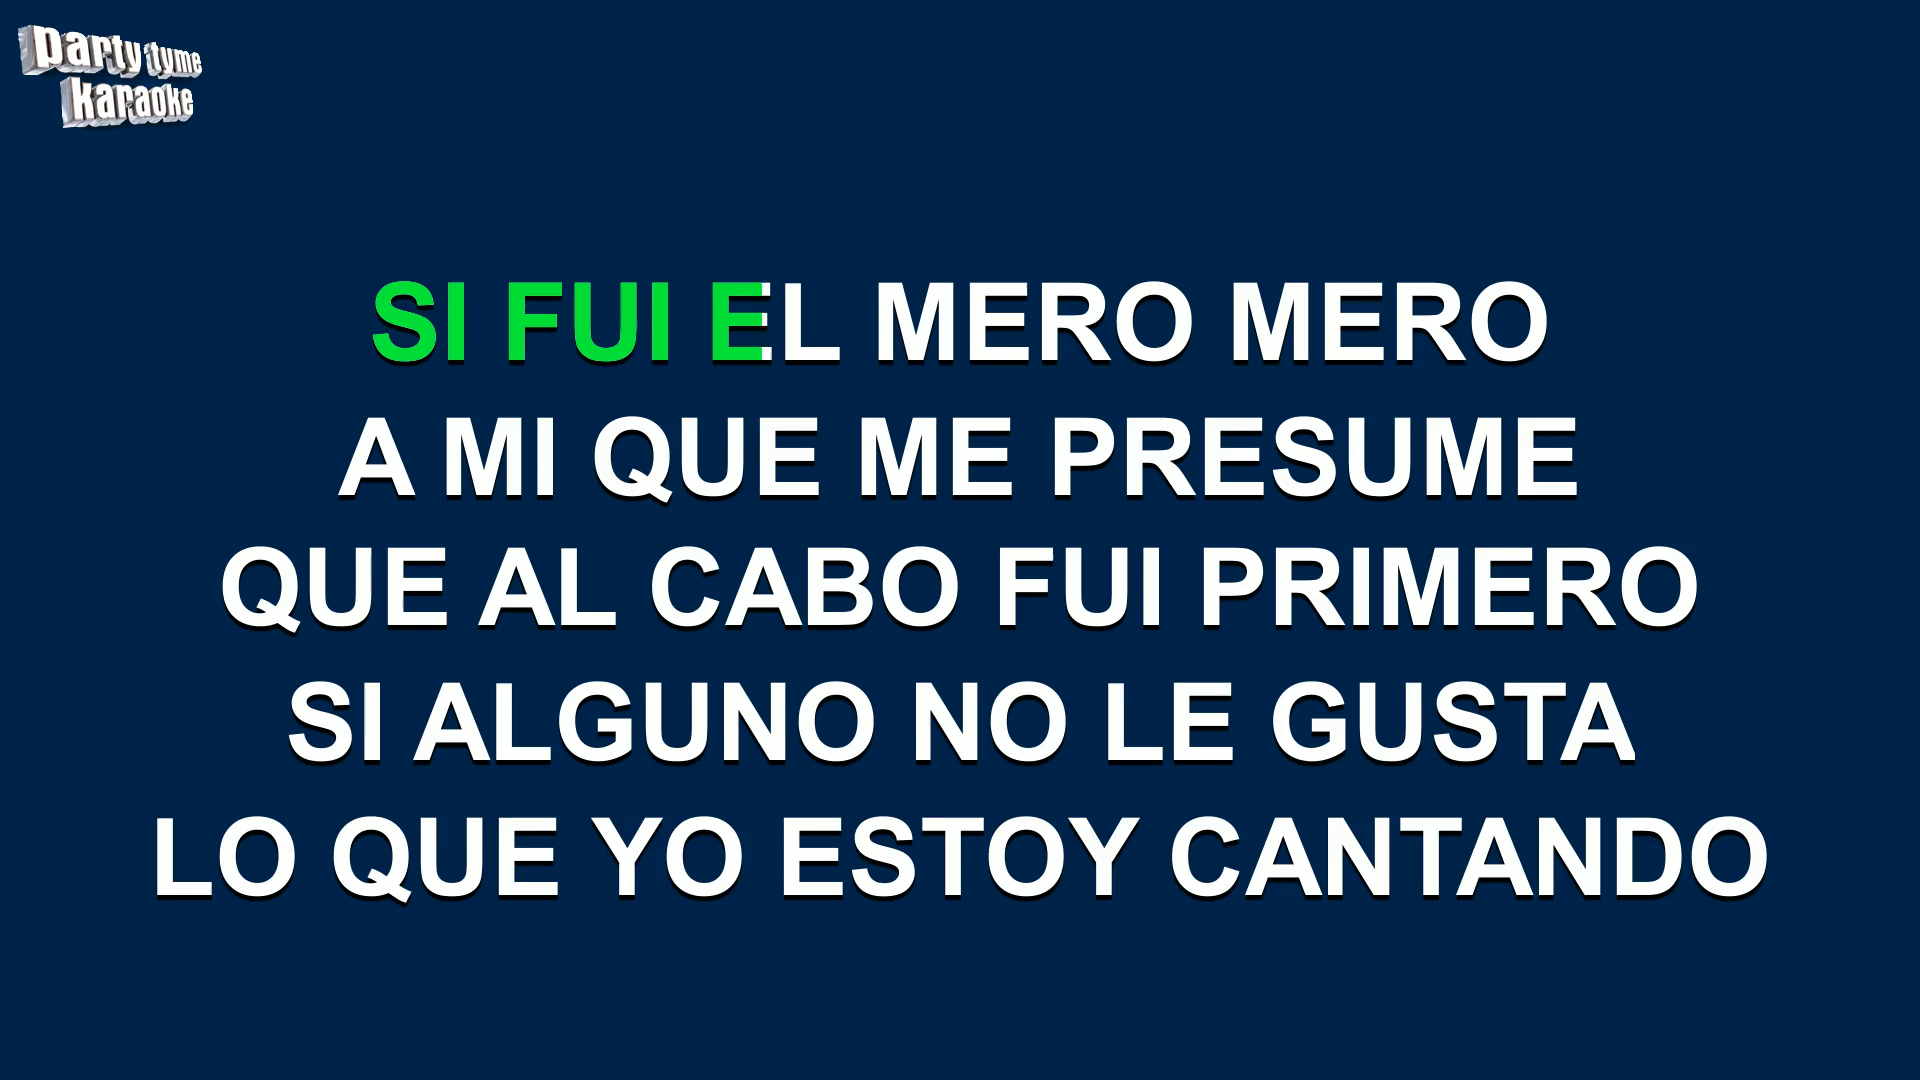 party tyme
karaoke
SI FUI EL MERO MERO
A MI QUE ME PRESUME
QUE AL CABO FUI PRIMERO
SI ALGUNO NO LE GUSTA
LO QUE YO ESTOY CANTANDO